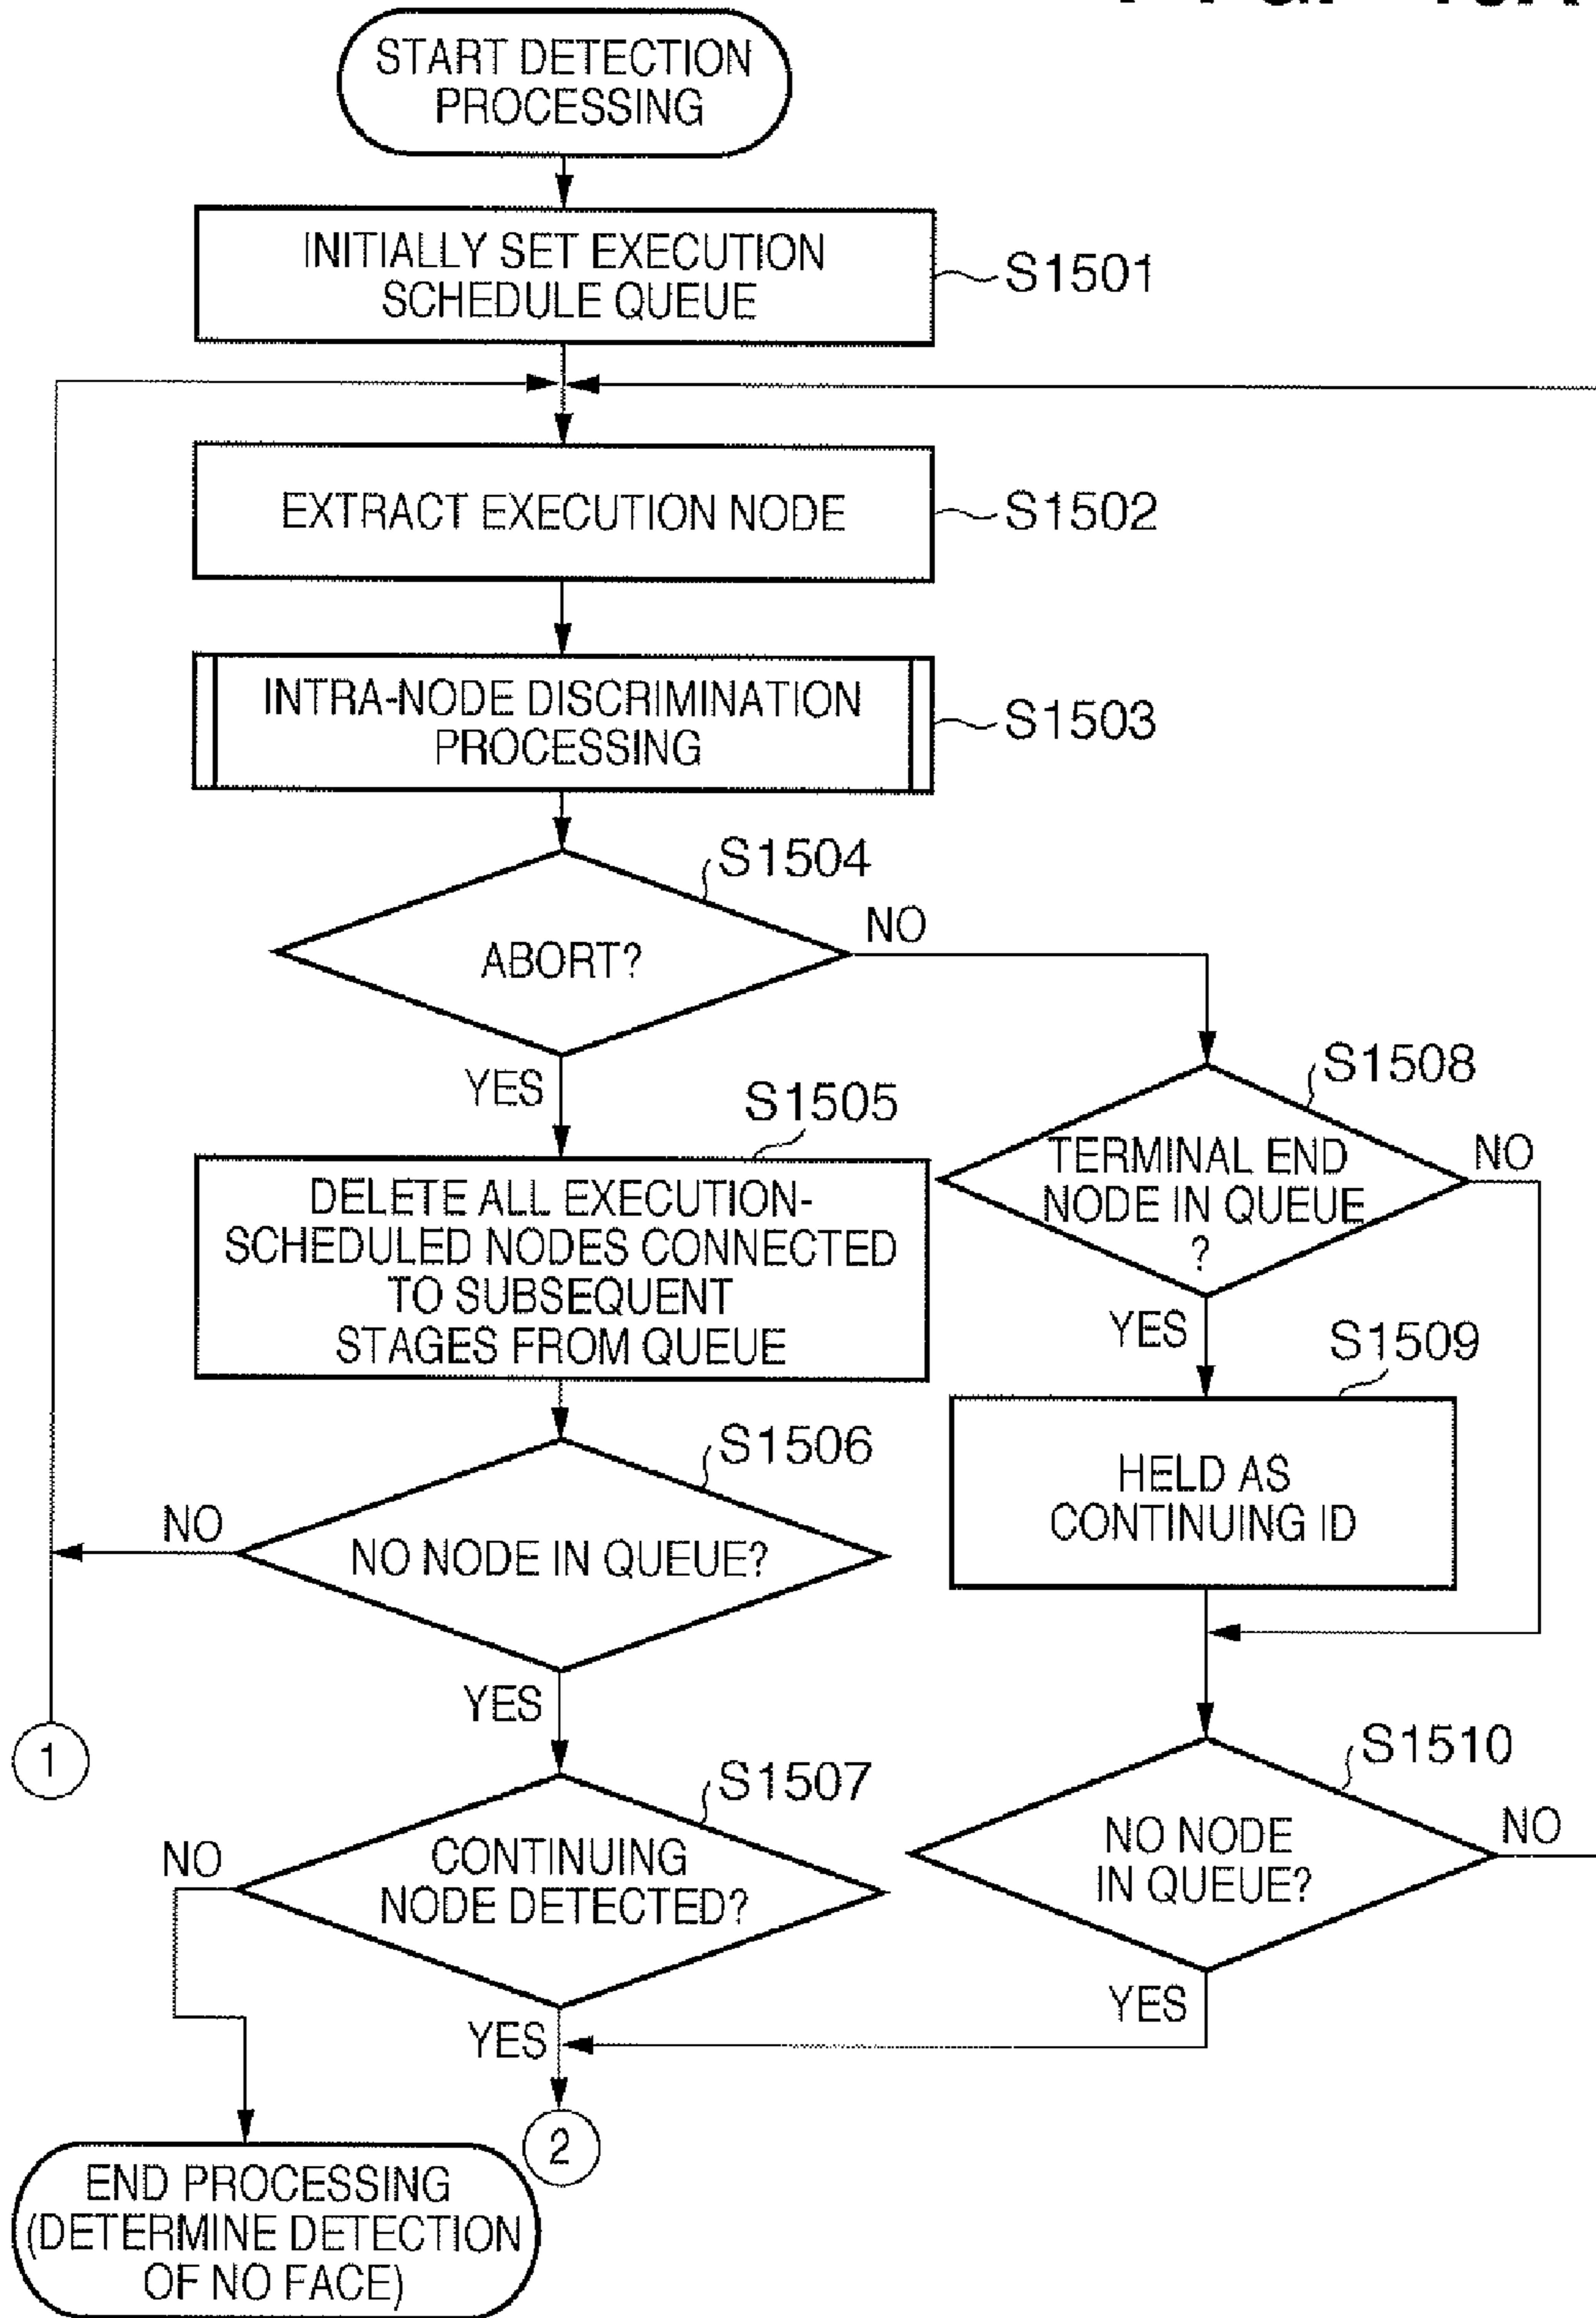 START DETECTION
PROCESSING
INITIALLY SET EXECUTION
SCHEDULE QUEUE
S1501
EXTRACT EXECUTION NODE
S1502
INTRA-NODE DISCRIMINATION
PROCESSING
S1503
S1504
ABORT?
NO
YES
S1505
DELETE ALL EXECUTION-
SCHEDULED NODES CONNECTED
TO SUBSEQUENT
STAGES FROM QUEUE
S1508
TERMINAL END
NODE IN QUEUE
?
NO
YES
S1509
HELD AS
CONTINUING ID
S1506
NO NODE IN QUEUE?
NO
YES
1
S1507
CONTINUING
NODE DETECTED?
NO
YES
S1510
NO NODE
IN QUEUE?
NO
YES
2
END PROCESSING
(DETERMINE DETECTION
OF NO FACE)